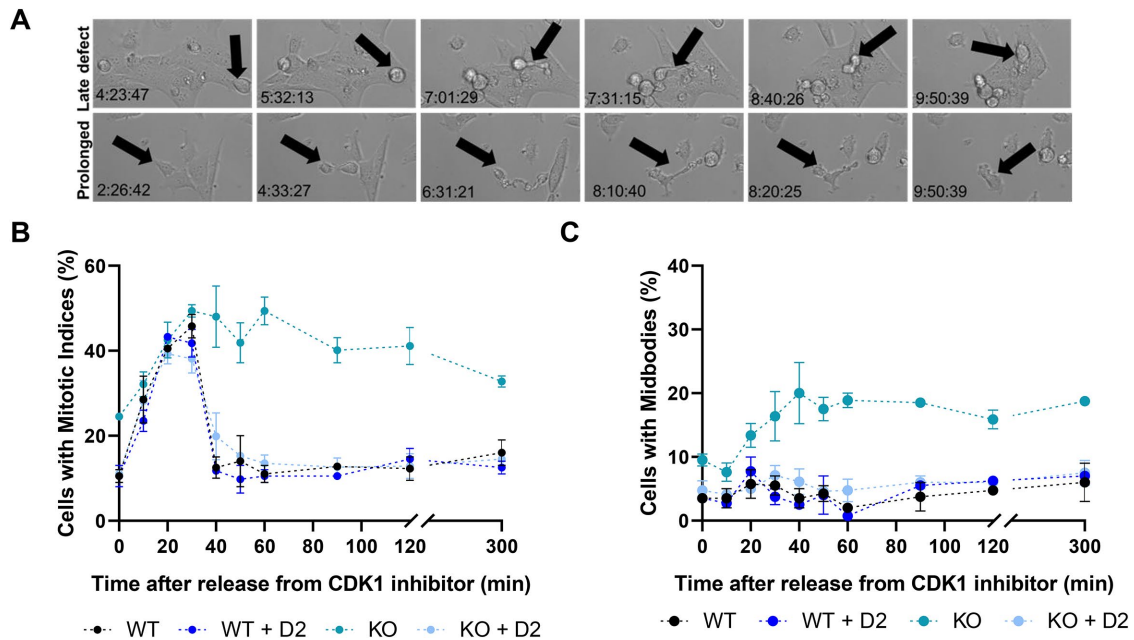 A
Late defect
4:23:47
5:32:13
7:01:29
7:31:15
8:40:26
9:50:39
Prolonged
2:26:42
4:33:27
6:31:21
8:10:40
8:20:25
9:50:39
B
Cells with Mitotic Indices (%)
60
40
20
0
0 20 40 60 80 100 120 300
Time after release from CDK1 inhibitor (min)
WT WT + D2 KO KO + D2
C
Cells with Midbodies (%)
40
30
20
10
0
0 20 40 60 80 100 120 300
Time after release from CDK1 inhibitor (min)
WT WT + D2 KO KO + D2